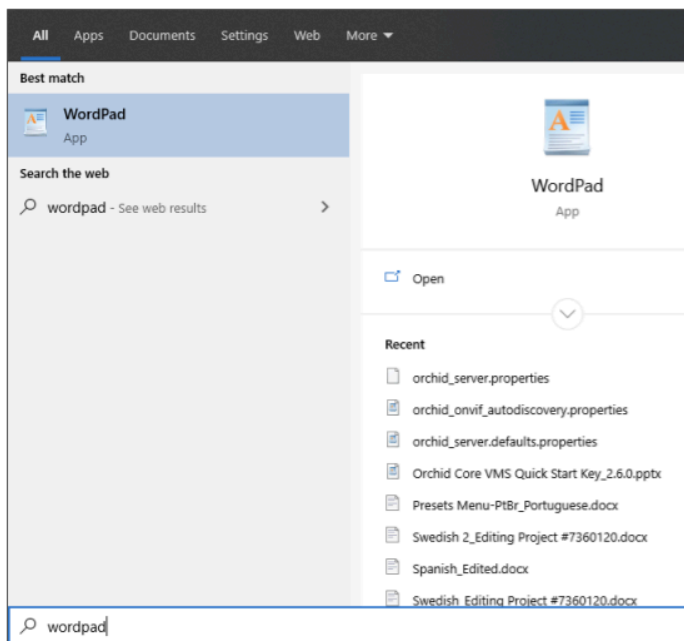 All Apps Documents Settings Web More
Best match
WordPad
App
Search the web
wordpad - See web results
WordPad
App
Open
Recent
orchid_server.properties
orchid_onvif_autodiscovery.properties
orchid_server.defaults.properties
Orchid Core VMS Quick Start Key_2.6.0.pptx
Presets Menu-PtBr_Portuguese.docx
Swedish 2_Editing Project #7360120.docx
Spanish_Edited.docx
Swedish_Editing Project #7360120.docx
wordpad